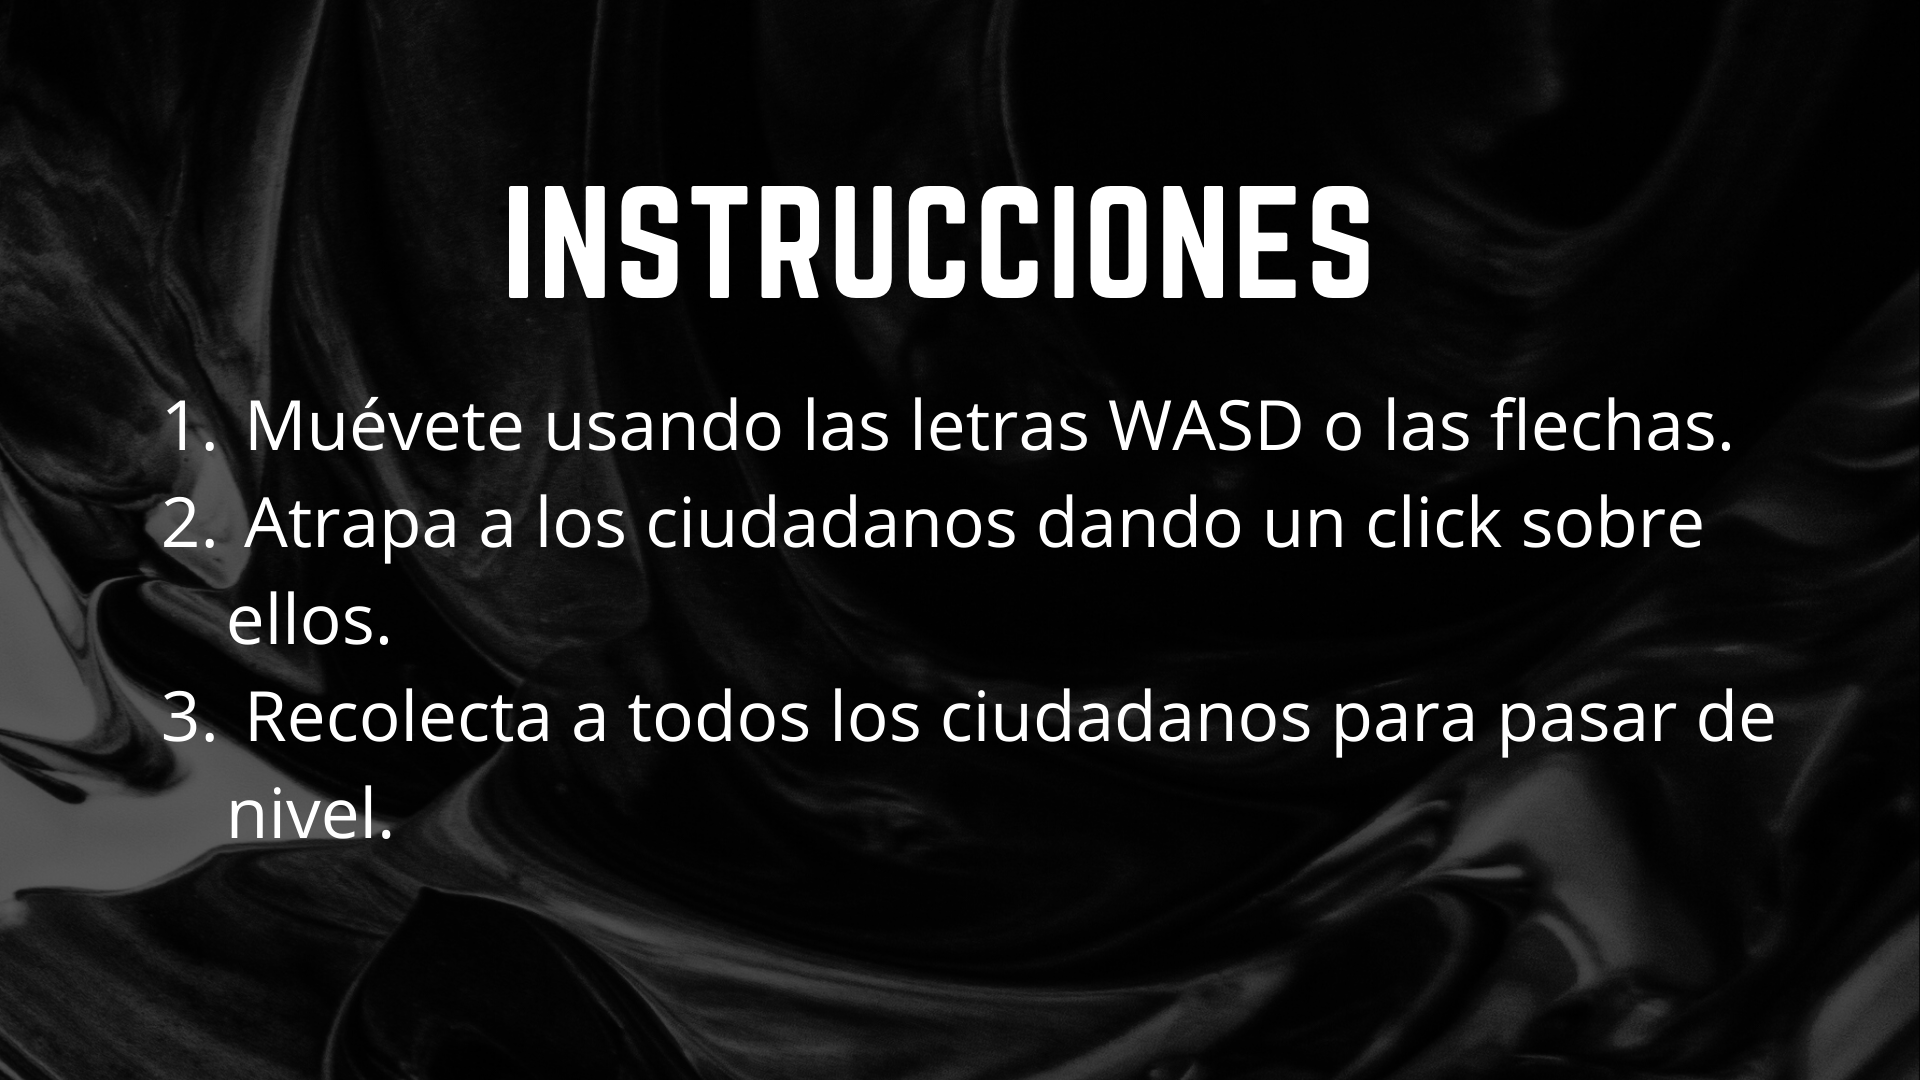 INSTRUCCIONES
1. Muévete usando las letras WASD o las flechas.
2. Atrapa a los ciudadanos dando un click sobre
ellos.
3. Recolecta a todos los ciudadanos para pasar de
nivel.